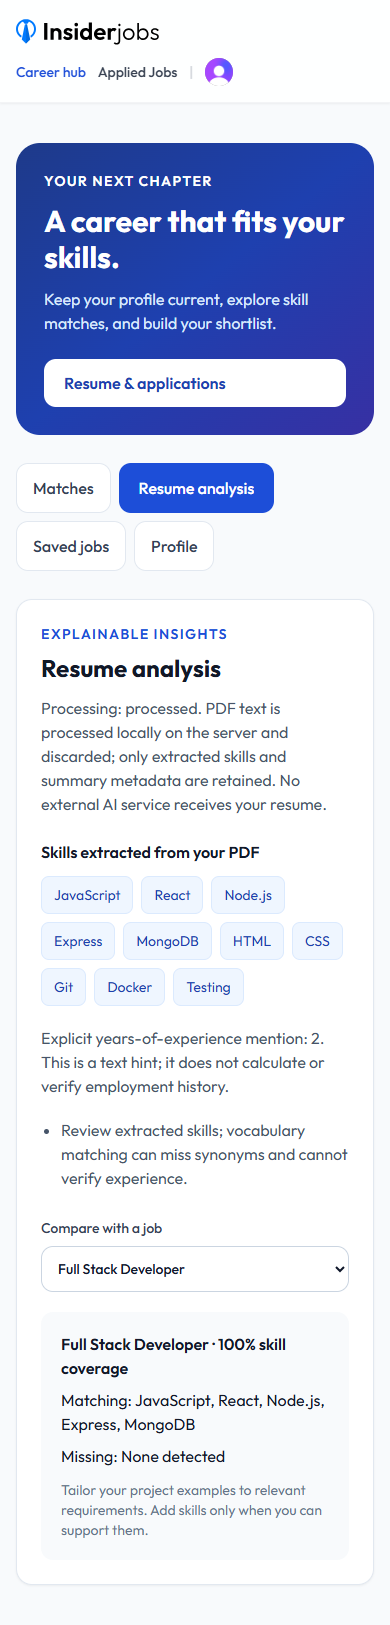 Insiderjobs
Career hub Applied Jobs |
YOUR NEXT CHAPTER
A career that fits your
skills.
Keep your profile current, explore skill
matches, and build your shortlist.
Resume & applications
Matches Resume analysis
Saved jobs Profile
EXPLAINABLE INSIGHTS
Resume analysis
Processing: processed. PDF text is
processed locally on the server and
discarded; only extracted skills and
summary metadata are retained. No
external AI service receives your resume.
Skills extracted from your PDF
JavaScript React Node.js
Express MongoDB HTML CSS
Git Docker Testing
Explicit years-of-experience mention: 2.
This is a text hint; it does not calculate or
verify employment history.
• Review extracted skills; vocabulary
matching can miss synonyms and cannot
verify experience.
Compare with a job
Full Stack Developer
Full Stack Developer · 100% skill
coverage
Matching: JavaScript, React, Node.js,
Express, MongoDB
Missing: None detected
Tailor your project examples to relevant
requirements. Add skills only when you can
support them.